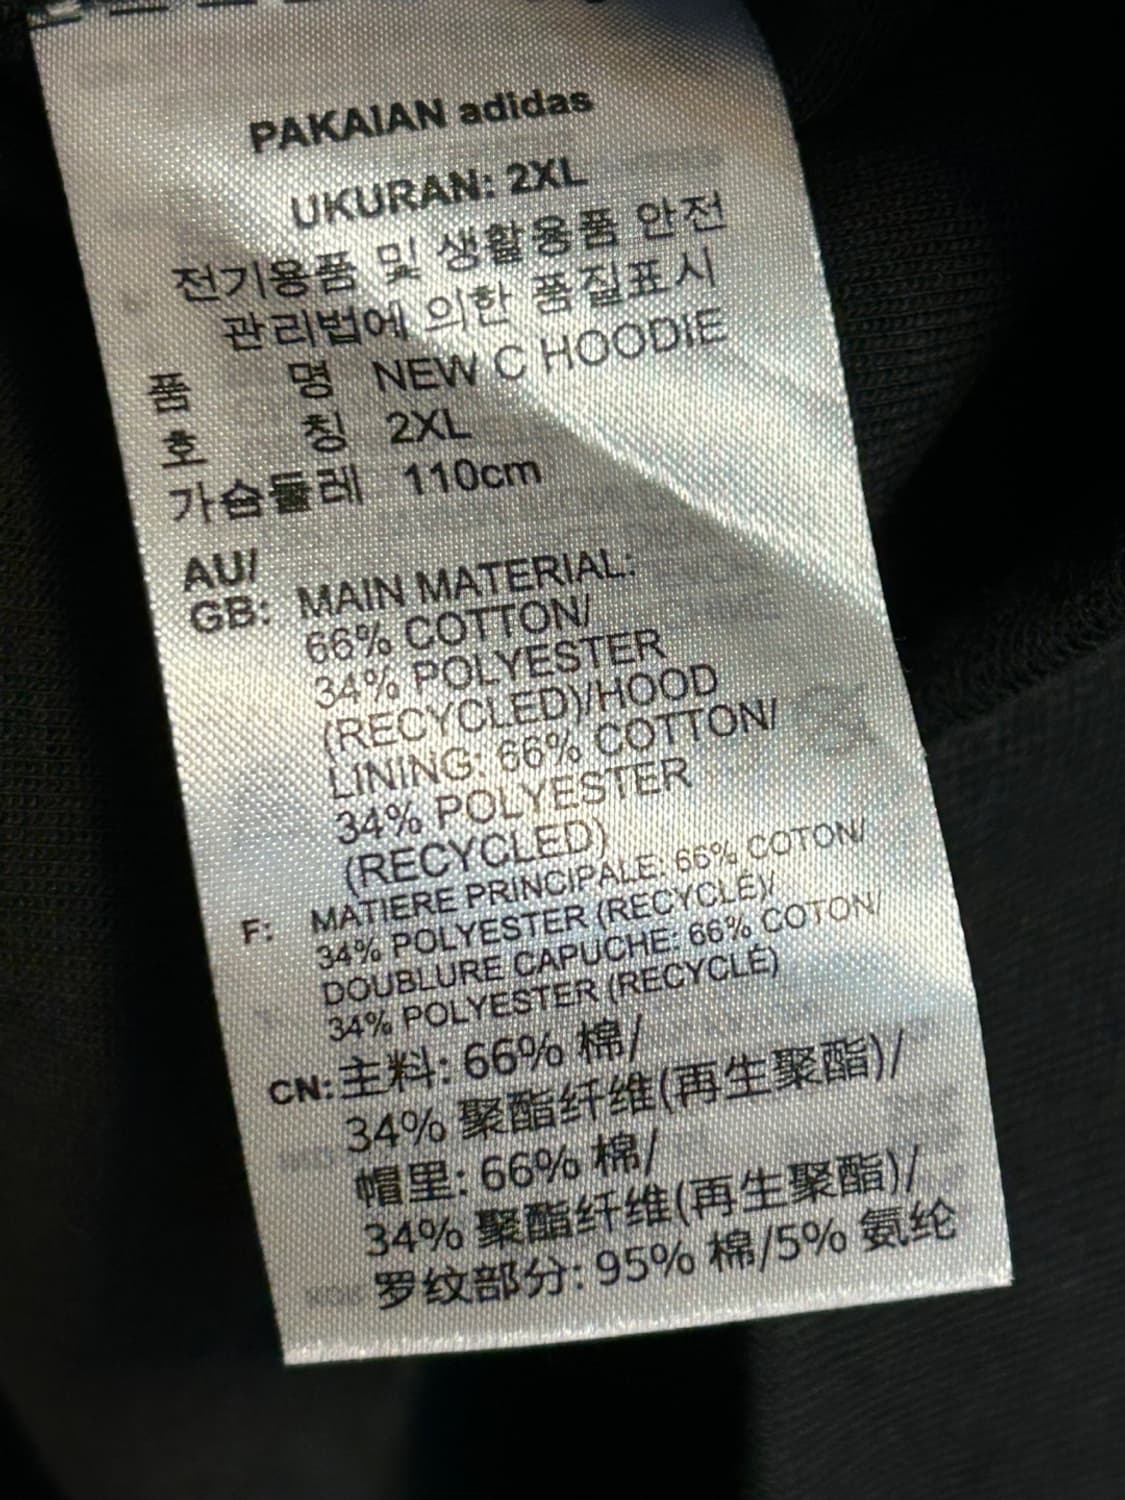 PAKAIAN adidas
UKURAN: 2XL
전기용품 및 생활용품 안전
관리법에 의한 품질표시
품 명 NEW C HOODIE
호 칭 2XL
가슴둘레 110cm
AU/
GB: MAIN MATERIAL:
66% COTTON/
34% POLYESTER
(RECYCLED)/HOOD
LINING: 66% COTTON/
34% POLYESTER
(RECYCLED)
F: MATIERE PRINCIPALE: 66% COTON/
34% POLYESTER (RECYCLÉ)/
DOUBLURE CAPUCHE: 66% COTON/
34% POLYESTER (RECYCLÉ)
CN: 主料: 66% 棉/
34% 聚酯纤维(再生聚酯)/
帽里: 66% 棉/
34% 聚酯纤维(再生聚酯)/
罗纹部分: 95% 棉/5% 氨纶